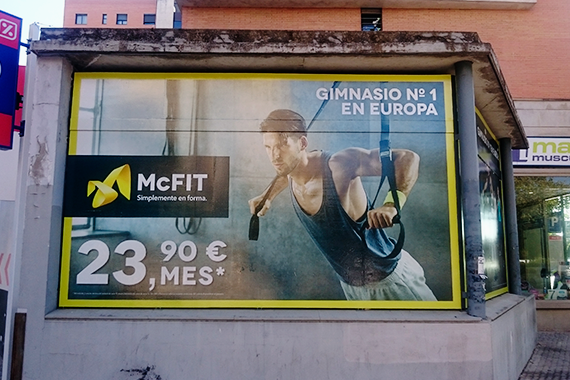 GIMNASIO Nº 1
EN EUROPA
McFIT
Simplemente en forma.
23,90 €
MES*
%